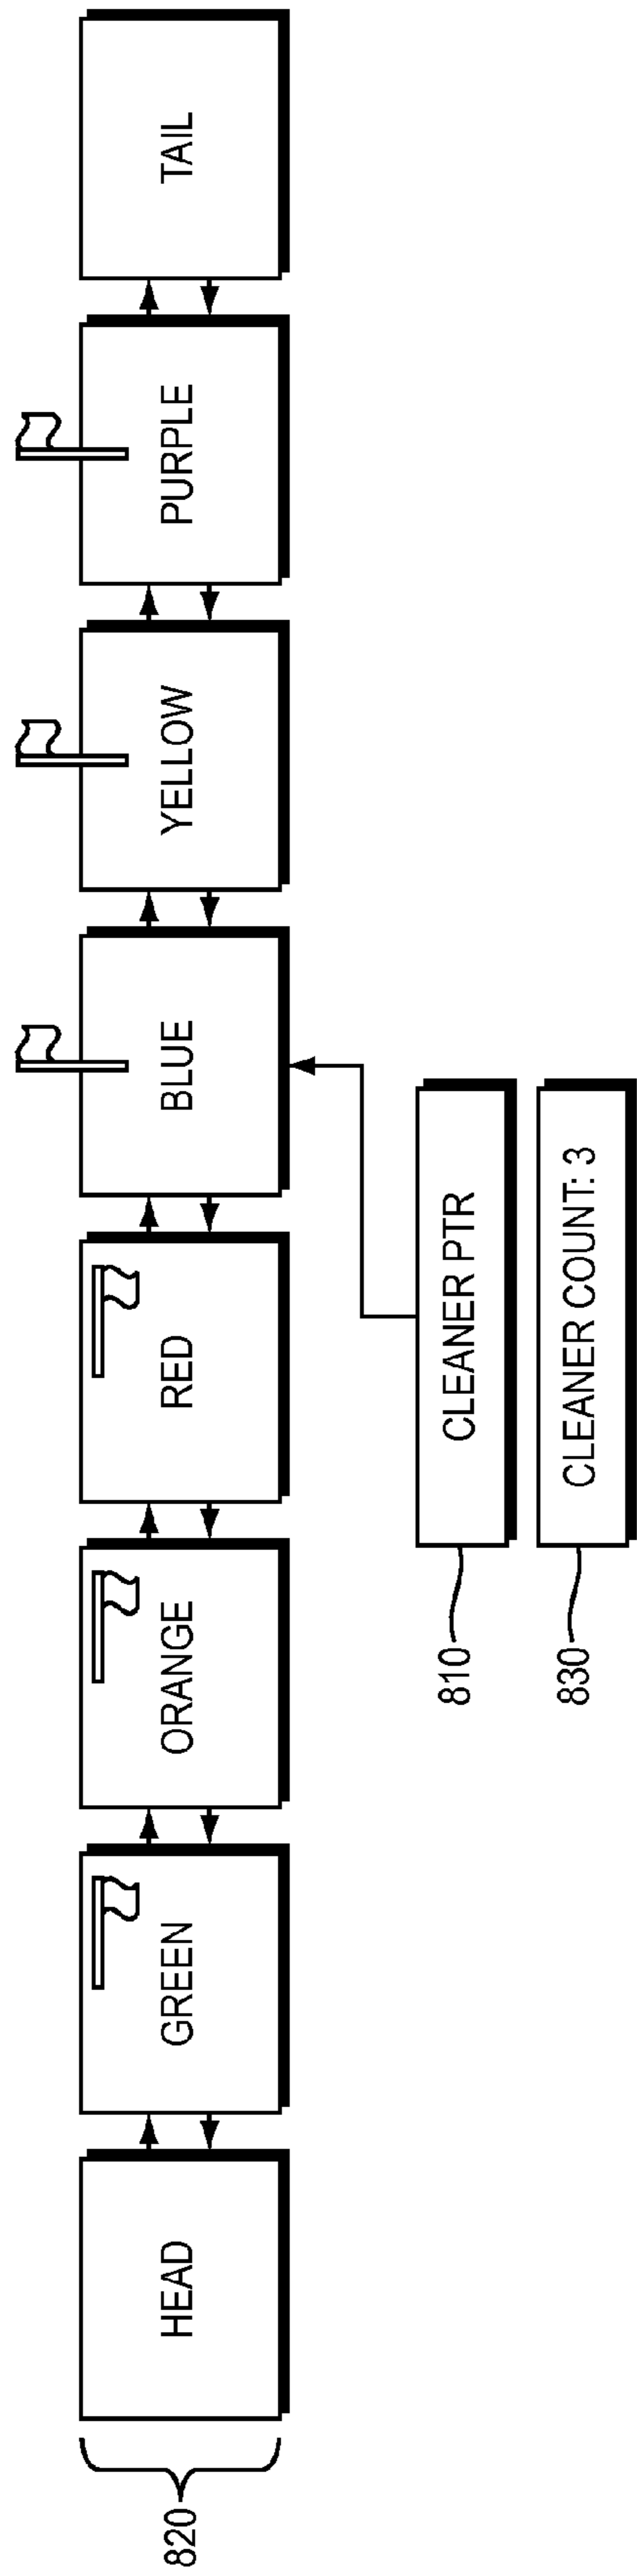 820
HEAD
GREEN
ORANGE
RED
BLUE
YELLOW
PURPLE
TAIL
810
CLEANER PTR
830
CLEANER COUNT: 3